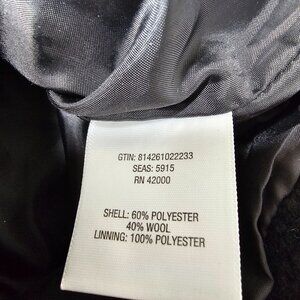 GTIN: 814261022233
SEAS: 5915
RN 42000
SHELL: 60% POLYESTER
40% WOOL
LINNING: 100% POLYESTER